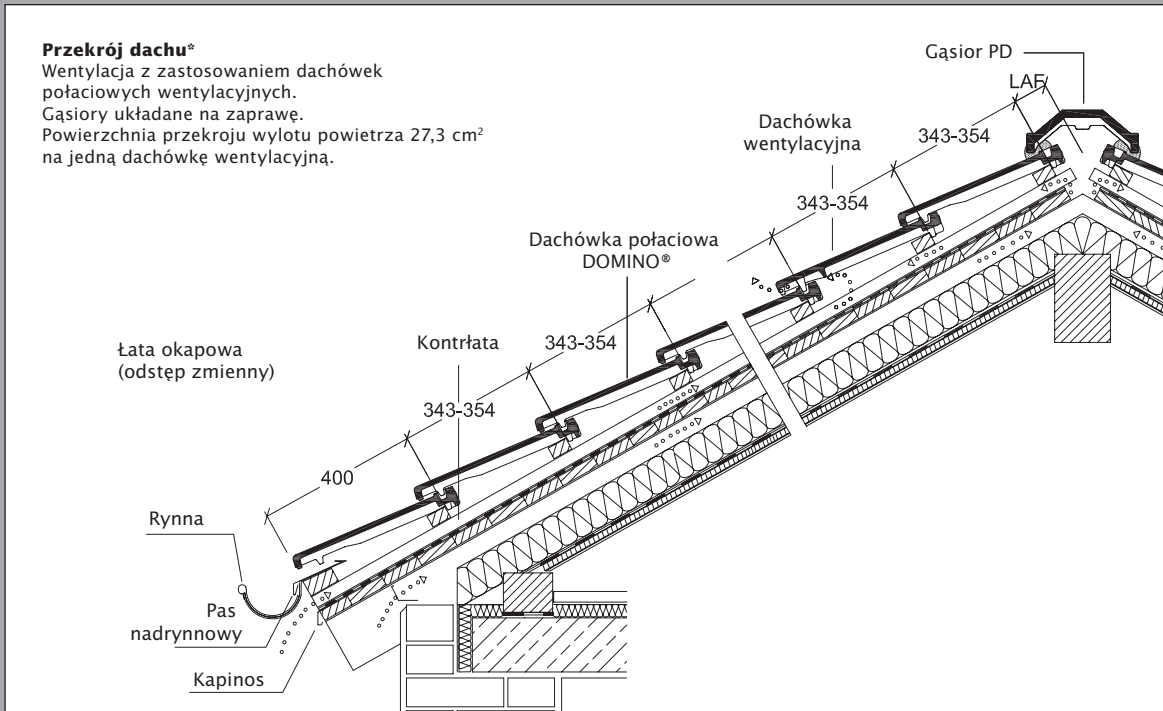 Przekrój dachu*
Wentylacja z zastosowaniem dachówek
połaciowych wentylacyjnych.
Gąsiory układane na zaprawę.
Powierzchnia przekroju wylotu powietrza 27,3 cm²
na jedną dachówkę wentylacyjną.
Gąsior PD
LAF
343-354
Dachówka
wentylacyjna
343-354
Dachówka połaciowa
DOMINO®
343-354
Kontrłata
Łata okapowa
(odstęp zmienny)
343-354
400
Rynna
Pas
nadrynnowy
Kapinos